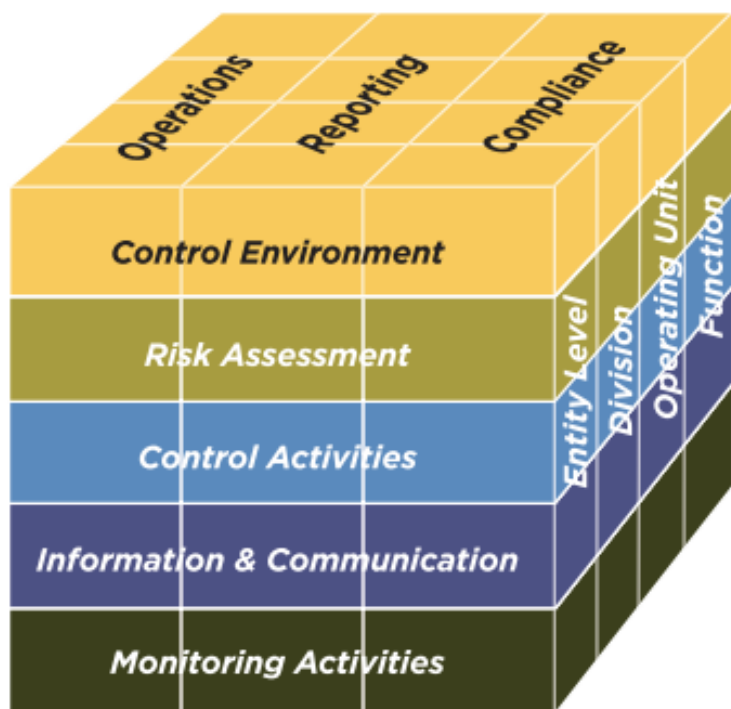 Operations
Reporting
Compliance
Control Environment
Risk Assessment
Control Activities
Information & Communication
Monitoring Activities
Entity Level
Division
Operating Unit
Function